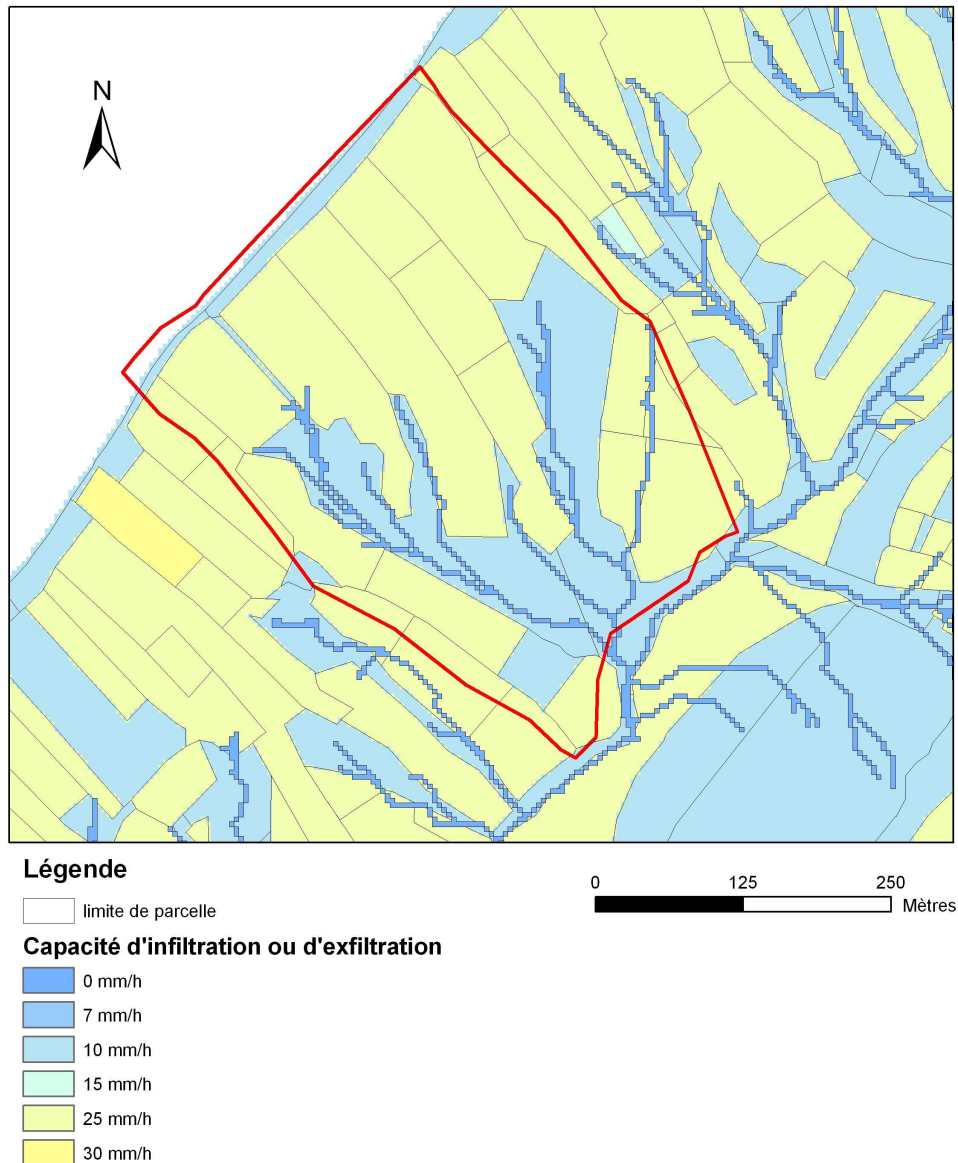 N
Légende
limite de parcelle
0 125 250
Mètres
Capacité d'infiltration ou d'exfiltration
0 mm/h
7 mm/h
10 mm/h
15 mm/h
25 mm/h
30 mm/h